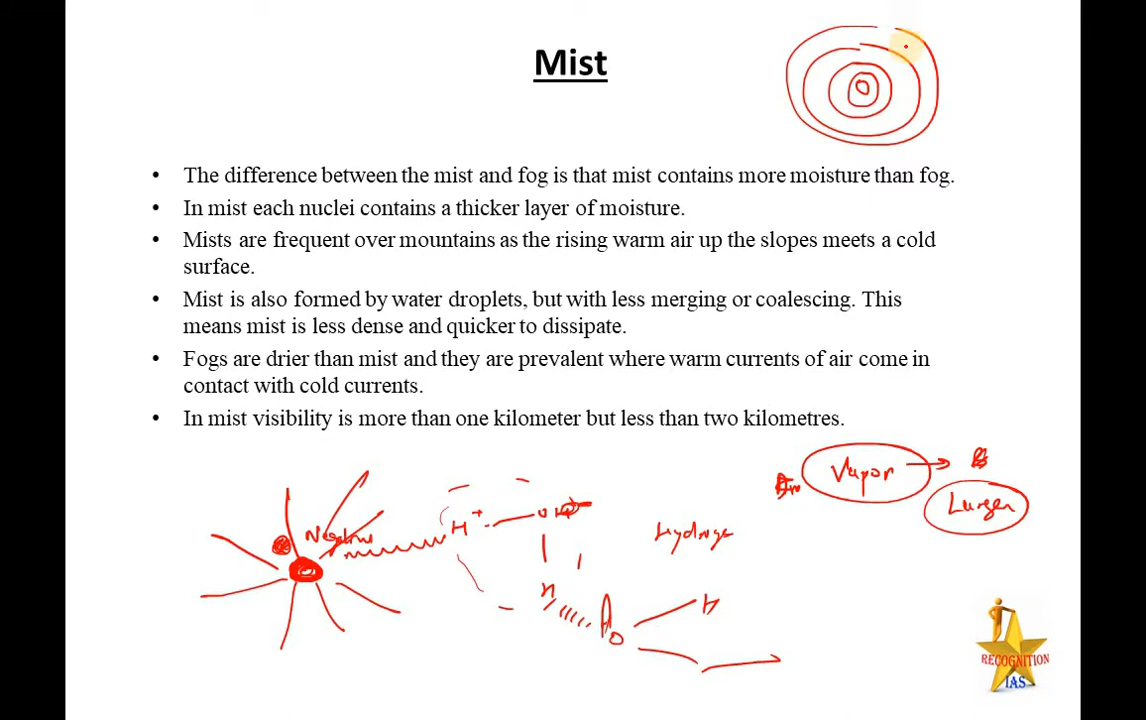 Mist
• The difference between the mist and fog is that mist contains more moisture than fog.
• In mist each nuclei contains a thicker layer of moisture.
• Mists are frequent over mountains as the rising warm air up the slopes meets a cold
surface.
• Mist is also formed by water droplets, but with less merging or coalescing. This
means mist is less dense and quicker to dissipate.
• Fogs are drier than mist and they are prevalent where warm currents of air come in
contact with cold currents.
• In mist visibility is more than one kilometer but less than two kilometres.
Vapor
H+
H
O
RECOGNITION
IAS